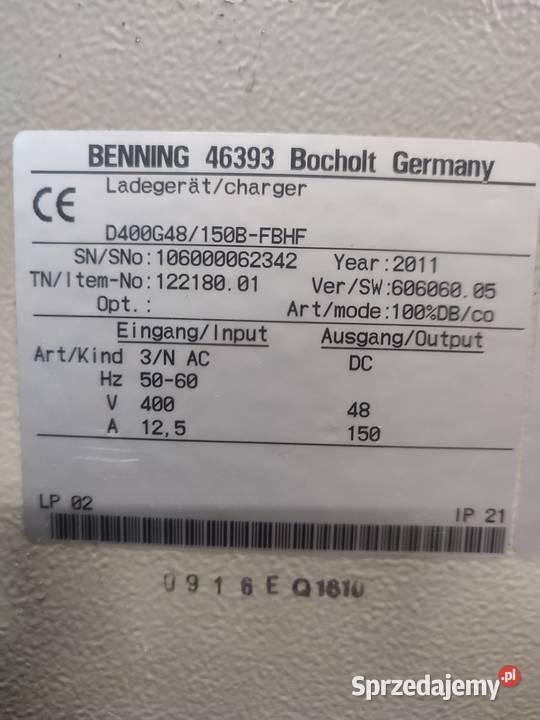 BENNING 46393 Bocholt Germany
CE
Ladegerät/charger
D400G48/150B-FBHF
SN/SNo:106000062342 Year:2011
TN/Item-No:122180.01 Ver/SW:606060.05
Opt.: Art/mode:100%DB/co
Eingang/Input Ausgang/Output
Art/Kind 3/N AC DC
Hz 50-60
V 400 48
A 12,5 150
LP 02 IP 21
0916E Q1610
Sprzedajemy.pl